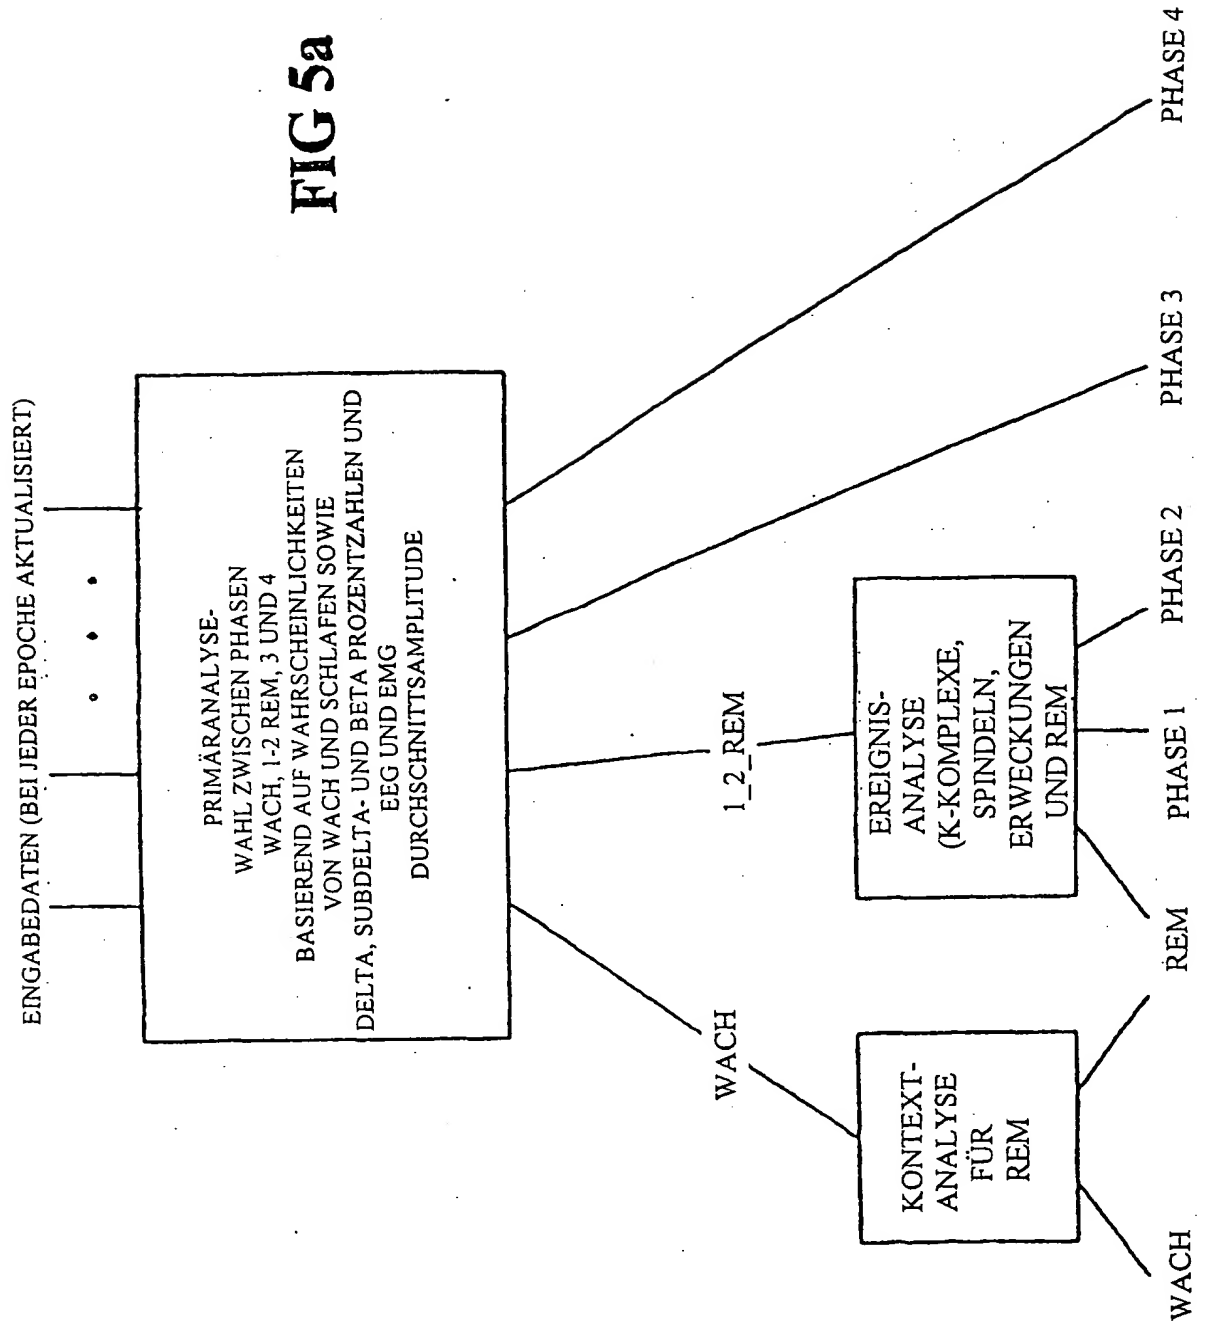 FIG 5a
EINGABEDATEN (BEI JEDER EPOCHE AKTUALISIERT)
PRIMÄRANALYSE-
WAHL ZWISCHEN PHASEN
WACH, 1-2 REM, 3 UND 4
BASIEREND AUF WAHRSCHEINLICHKEITEN
VON WACH UND SCHLAFEN SOWIE
DELTA, SUBDELTA- UND BETA PROZENTZAHLEN UND
EEG UND EMG
DURCHSCHNITTSAMPLITUDE
WACH
1_2_REM
KONTEXT-
ANALYSE
FÜR
REM
EREIGNIS-
ANALYSE
(K-KOMPLEXE,
SPINDELN,
ERWECKUNGEN
UND REM
WACH
REM
PHASE 1
PHASE 2
PHASE 3
PHASE 4